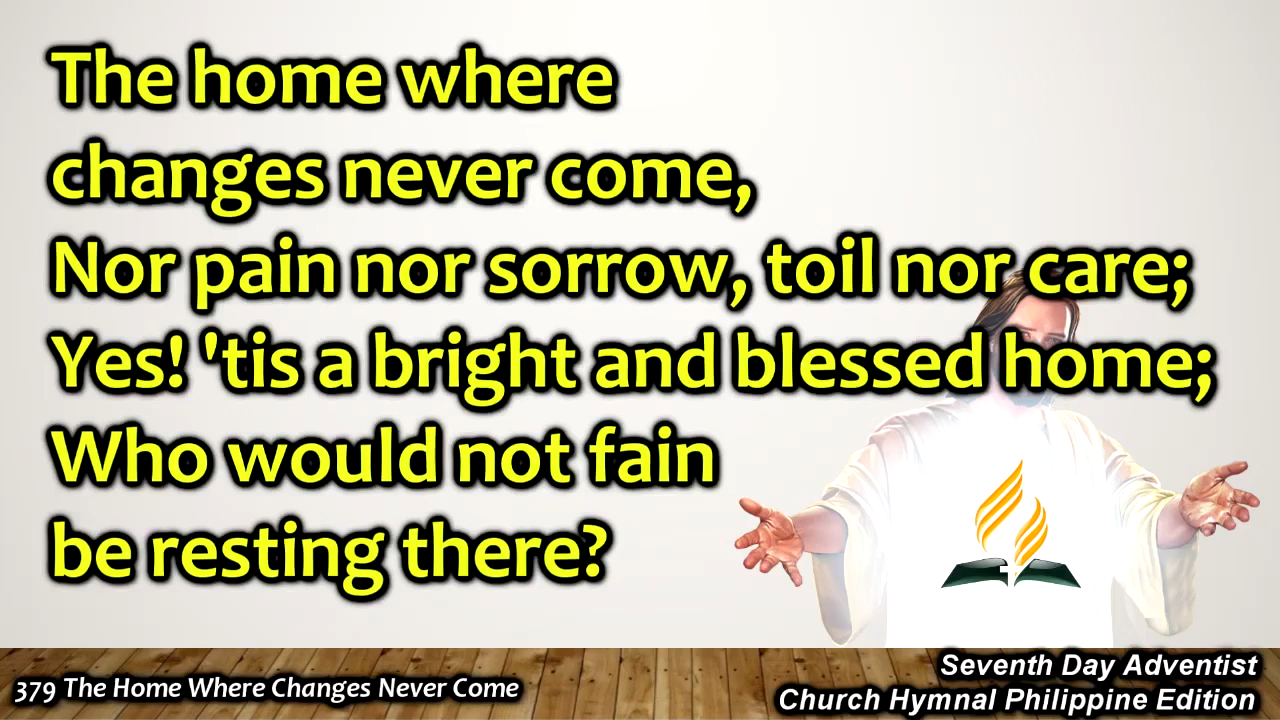 The home where
changes never come,
Nor pain nor sorrow, toil nor care;
Yes! 'tis a bright and blessed home;
Who would not fain
be resting there?
379 The Home Where Changes Never Come
Seventh Day Adventist
Church Hymnal Philippine Edition